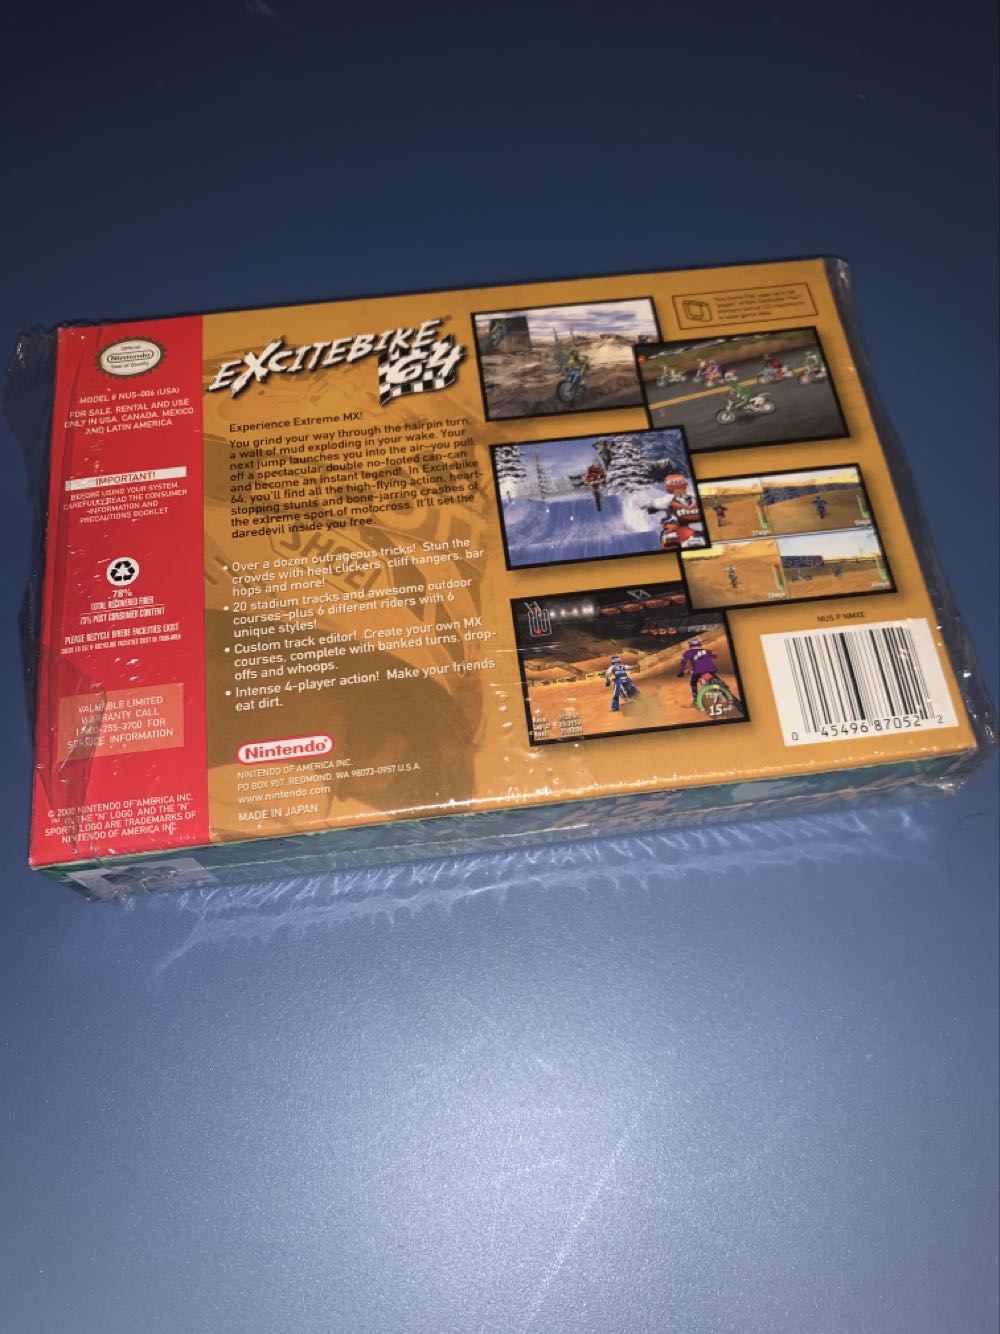 Official
Nintendo
Seal of Quality
MODEL # NUS-006 (USA)
FOR SALE, RENTAL AND USE
ONLY IN USA, CANADA, MEXICO
AND LATIN AMERICA
IMPORTANT!
BEFORE USING YOUR SYSTEM,
CAREFULLY READ THE CONSUMER
INFORMATION AND
PRECAUTIONS BOOKLET
78%
TOTAL RECOVERED FIBER
75% POST CONSUMER CONTENT
PLEASE RECYCLE WHERE FACILITIES EXIST
VALUABLE LIMITED
WARRANTY CALL
1-800-255-3700 FOR
SERVICE INFORMATION
© 2000 NINTENDO OF AMERICA INC.
THE "N" LOGO AND THE "N"
SPORTS LOGO ARE TRADEMARKS OF
NINTENDO OF AMERICA INC.
EXCITEBIKE
64
Experience Extreme MX!
You grind your way through the hairpin turn,
a wall of mud exploding in your wake. Your
next jump launches you into the air–you pull
off a spectacular double no-footed can-can
and become an instant legend! In Excitebike
64, you'll find all the high-flying action, heart-
stopping stunts and bone-jarring crashes of
the extreme sport of motocross. It'll set the
daredevil inside you free.
• Over a dozen outrageous tricks! Stun the
crowds with heel clickers, cliff hangers, bar
hops and more!
• 20 stadium tracks and awesome outdoor
courses–plus 6 different riders with 6
unique styles!
• Custom track editor! Create your own MX
courses, complete with banked turns, drop-
offs and whoops.
• Intense 4-player action! Make your friends
eat dirt.
Nintendo
NINTENDO OF AMERICA INC.
PO BOX 957, REDMOND, WA 98073-0957 U.S.A.
www.nintendo.com
MADE IN JAPAN
15
NUS P NMXE
0 45496 87052 2